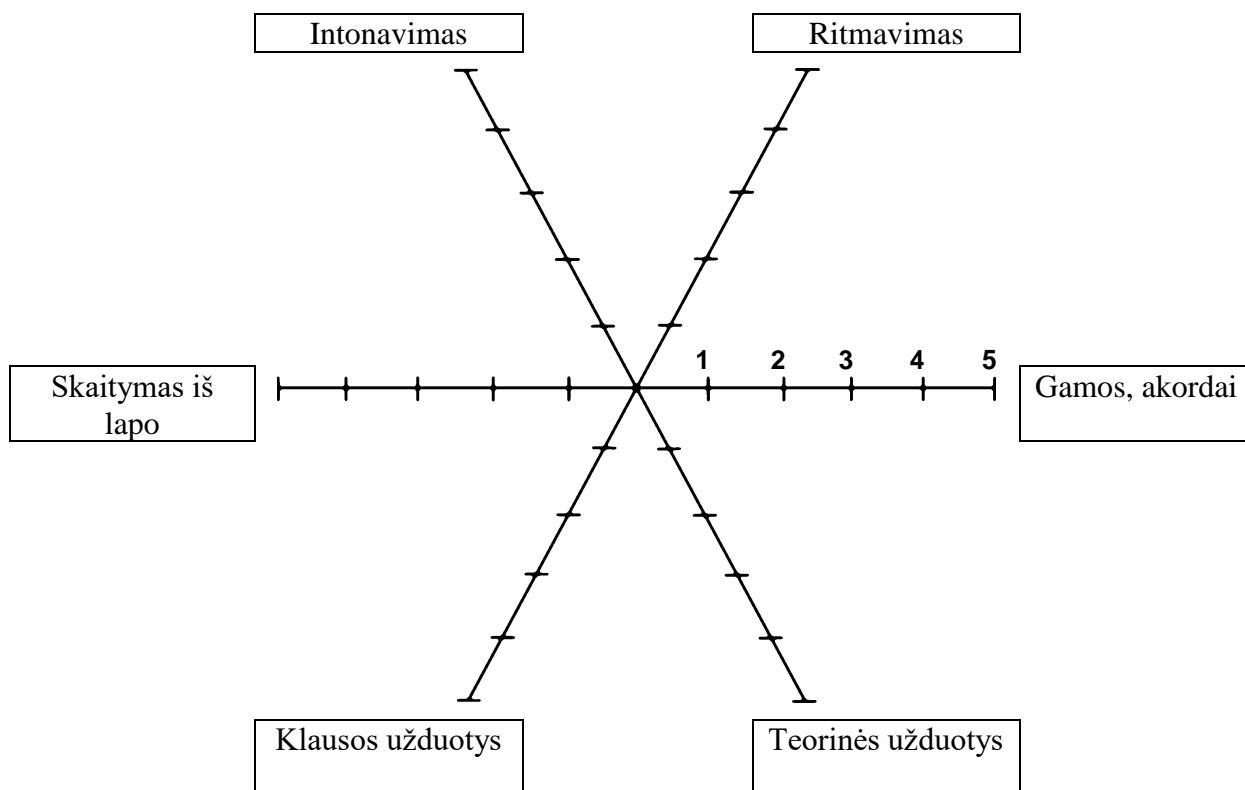 Intonavimas
Ritmavimas
1 2 3 4 5
Skaitymas iš
lapo
Gamos, akordai
Klausos užduotys
Teorinės užduotys